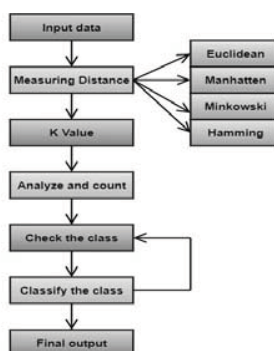 Input data
Measuring Distance
Euclidean
Manhatten
Minkowski
Hamming
K Value
Analyze and count
Check the class
Classify the class
Final output